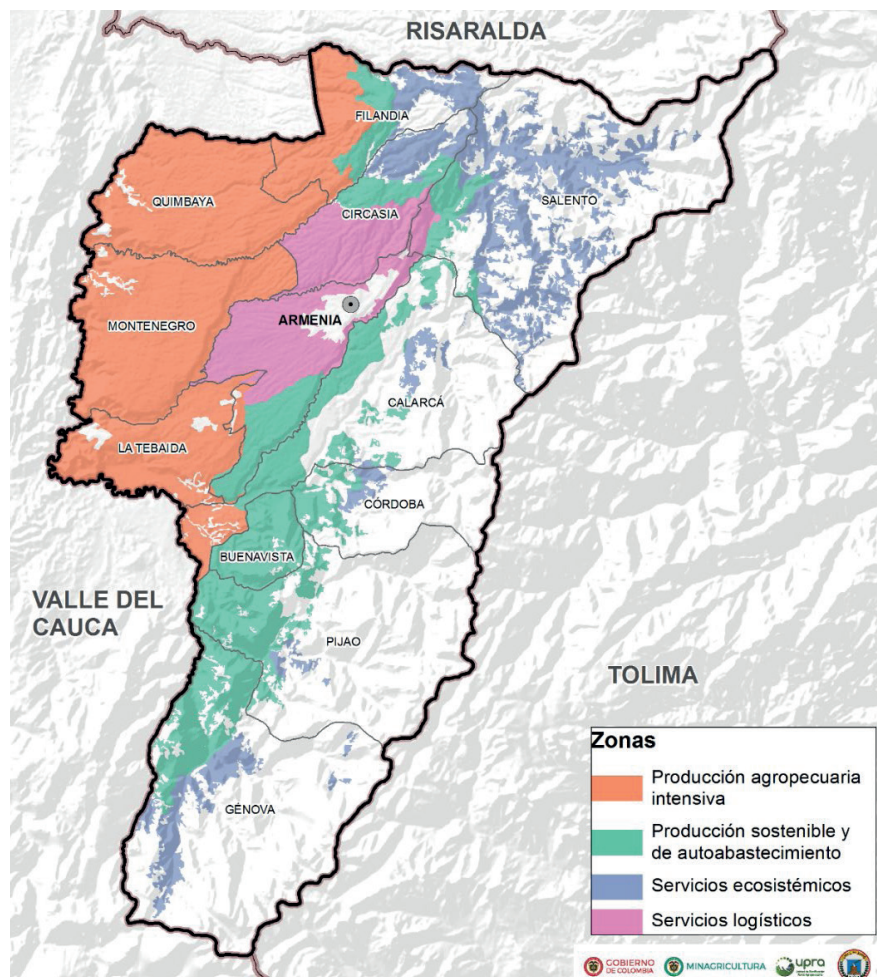 RISARALDA
FILANDIA
QUIMBAYA
SALENTO
CIRCASIA
ARMENIA
MONTENEGRO
CALARCÁ
LA TEBAIDA
CÓRDOBA
BUENAVISTA
VALLE DEL
CAUCA
PIJAO
TOLIMA
GÉNOVA
Zonas
Producción agropecuaria
intensiva
Producción sostenible y
de autoabastecimiento
Servicios ecosistémicos
Servicios logísticos
GOBIERNO
DE COLOMBIA
MINAGRICULTURA
upra